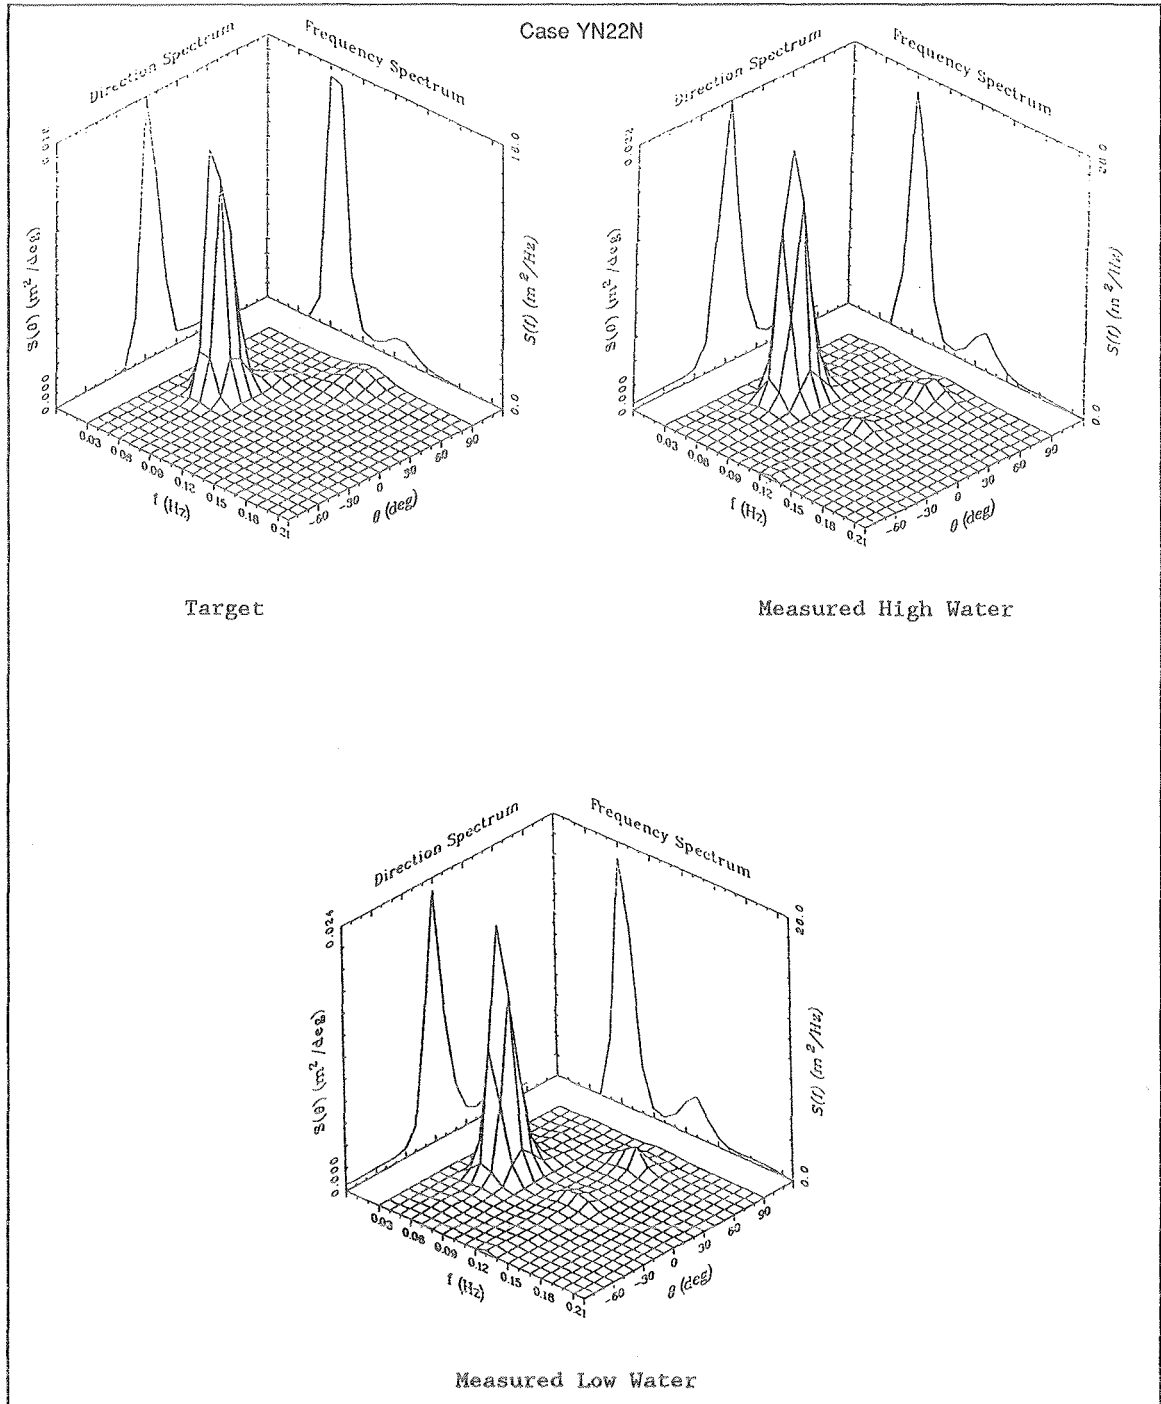 Case YN22N
Direction Spectrum
Frequency Spectrum
S(θ) (m²/deg)
0.000
S(f) (m²/Hz)
16.0
0.0
0.03 0.06 0.09 0.12 0.15 0.18 0.21
f (Hz)
-60 -30 0 30 60 90
θ (deg)
Target
Direction Spectrum
Frequency Spectrum
0.022
S(θ) (m²/deg)
0.000
20.0
S(f) (m²/Hz)
0.0
0.03 0.06 0.09 0.12 0.15 0.18 0.21
f (Hz)
-60 -30 0 30 60 90
θ (deg)
Measured High Water
Direction Spectrum
Frequency Spectrum
0.024
S(θ) (m²/deg)
0.000
20.0
S(f) (m²/Hz)
0.0
0.03 0.06 0.09 0.12 0.15 0.18 0.21
f (Hz)
-60 -30 0 30 60 90
θ (deg)
Measured Low Water